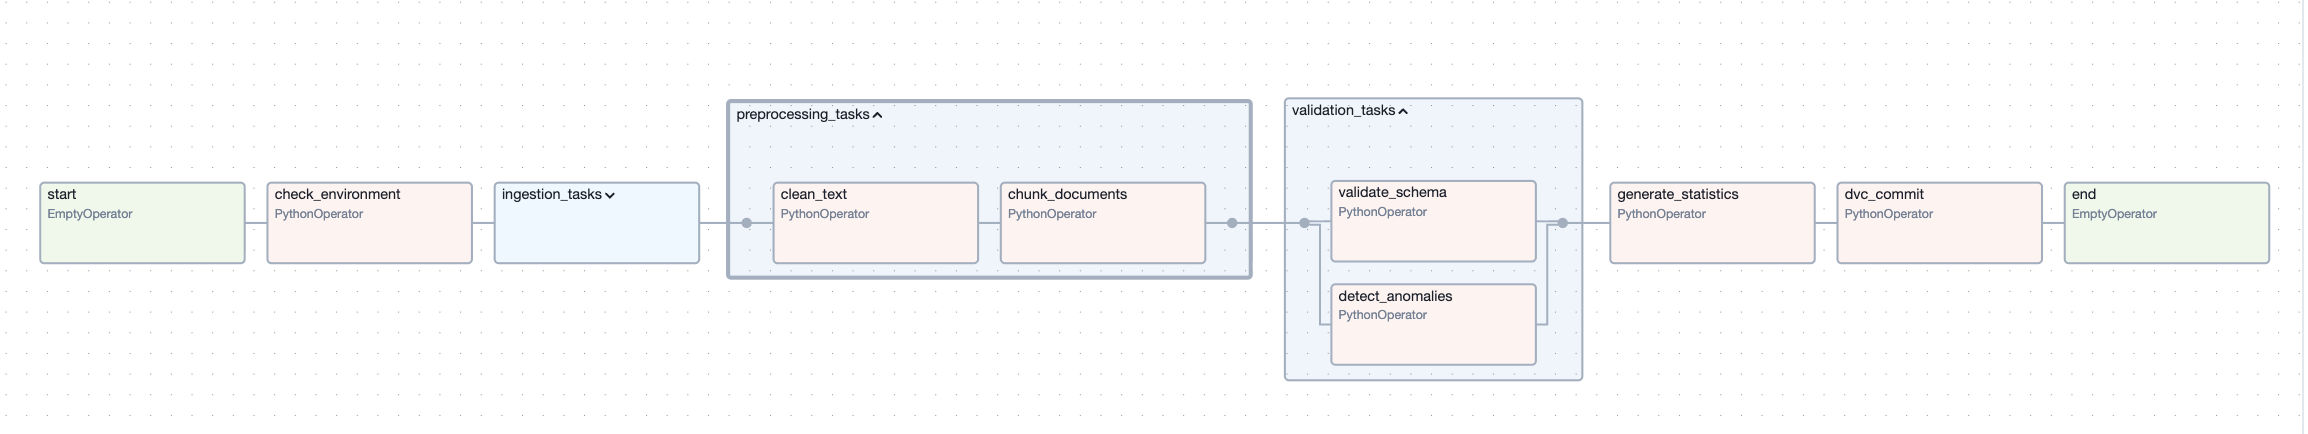 start
EmptyOperator
check_environment
PythonOperator
ingestion_tasks
preprocessing_tasks
clean_text
PythonOperator
chunk_documents
PythonOperator
validation_tasks
validate_schema
PythonOperator
detect_anomalies
PythonOperator
generate_statistics
PythonOperator
dvc_commit
PythonOperator
end
EmptyOperator